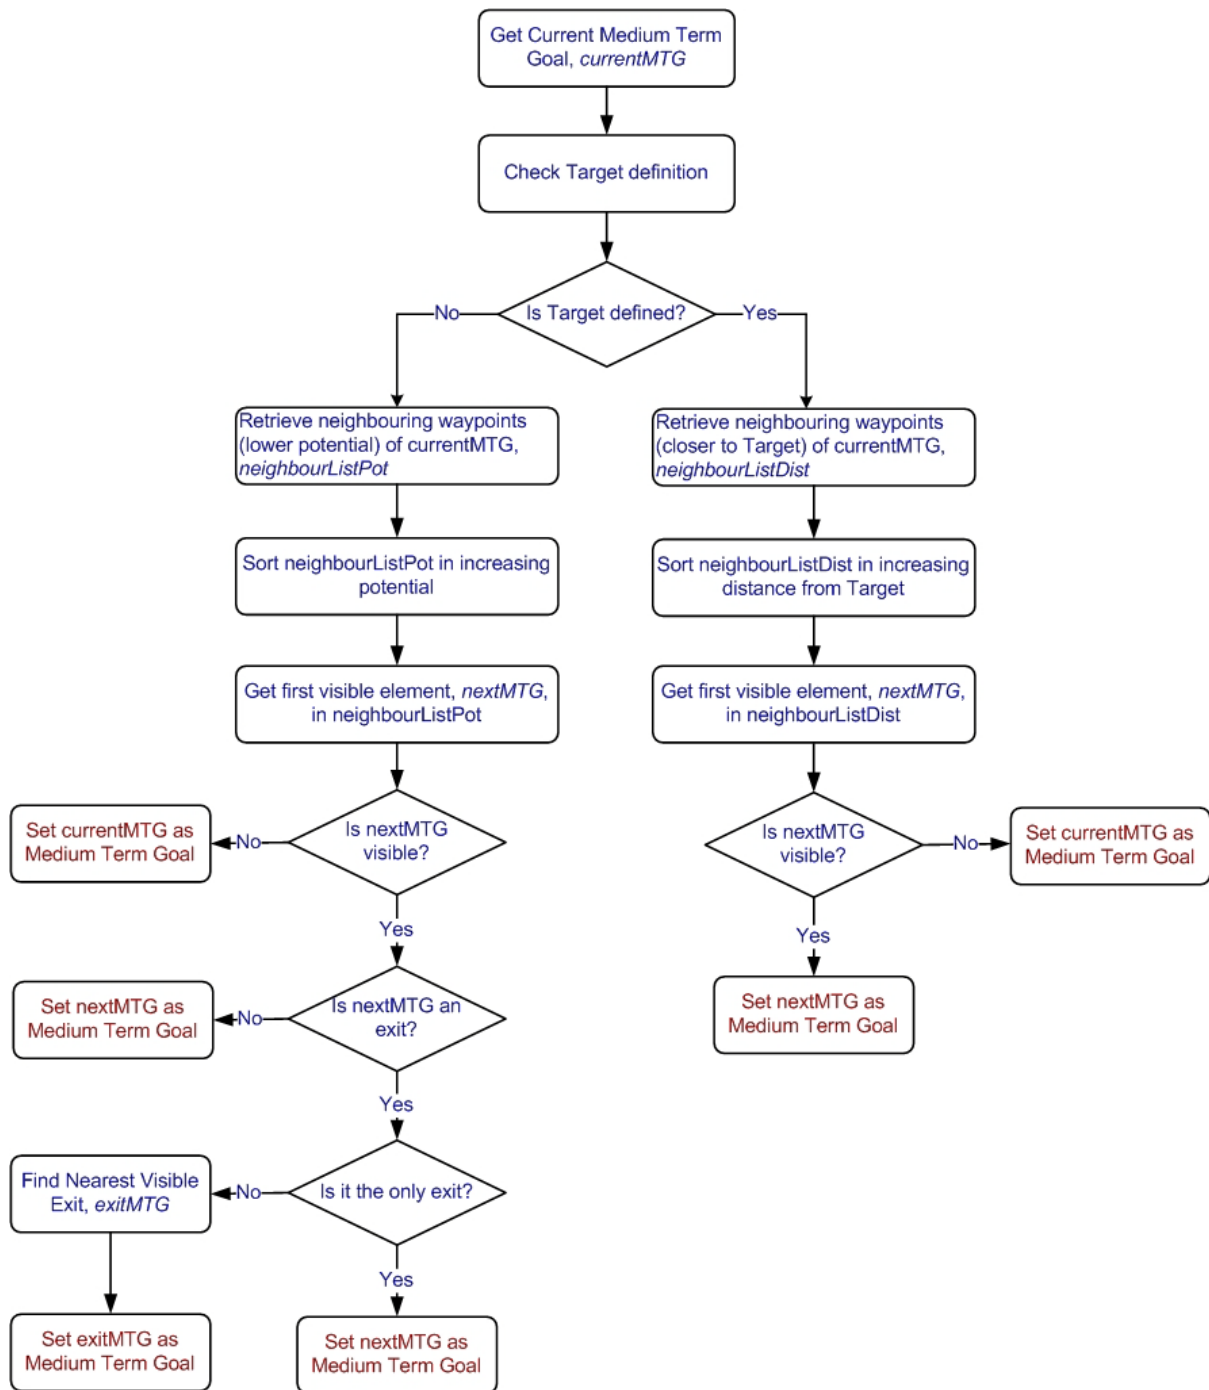 Get Current Medium Term
Goal, currentMTG
Check Target definition
Is Target defined?
No
Yes
Retrieve neighbouring waypoints
(lower potential) of currentMTG,
neighbourListPot
Retrieve neighbouring waypoints
(closer to Target) of currentMTG,
neighbourListDist
Sort neighbourListPot in increasing
potential
Sort neighbourListDist in increasing
distance from Target
Get first visible element, nextMTG,
in neighbourListPot
Get first visible element, nextMTG,
in neighbourListDist
Set currentMTG as
Medium Term Goal
No
Is nextMTG
visible?
Is nextMTG
visible?
No
Set currentMTG as
Medium Term Goal
Yes
Yes
Set nextMTG as
Medium Term Goal
No
Is nextMTG an
exit?
Set nextMTG as
Medium Term Goal
Yes
Find Nearest Visible
Exit, exitMTG
No
Is it the only exit?
Yes
Set exitMTG as
Medium Term Goal
Set nextMTG as
Medium Term Goal